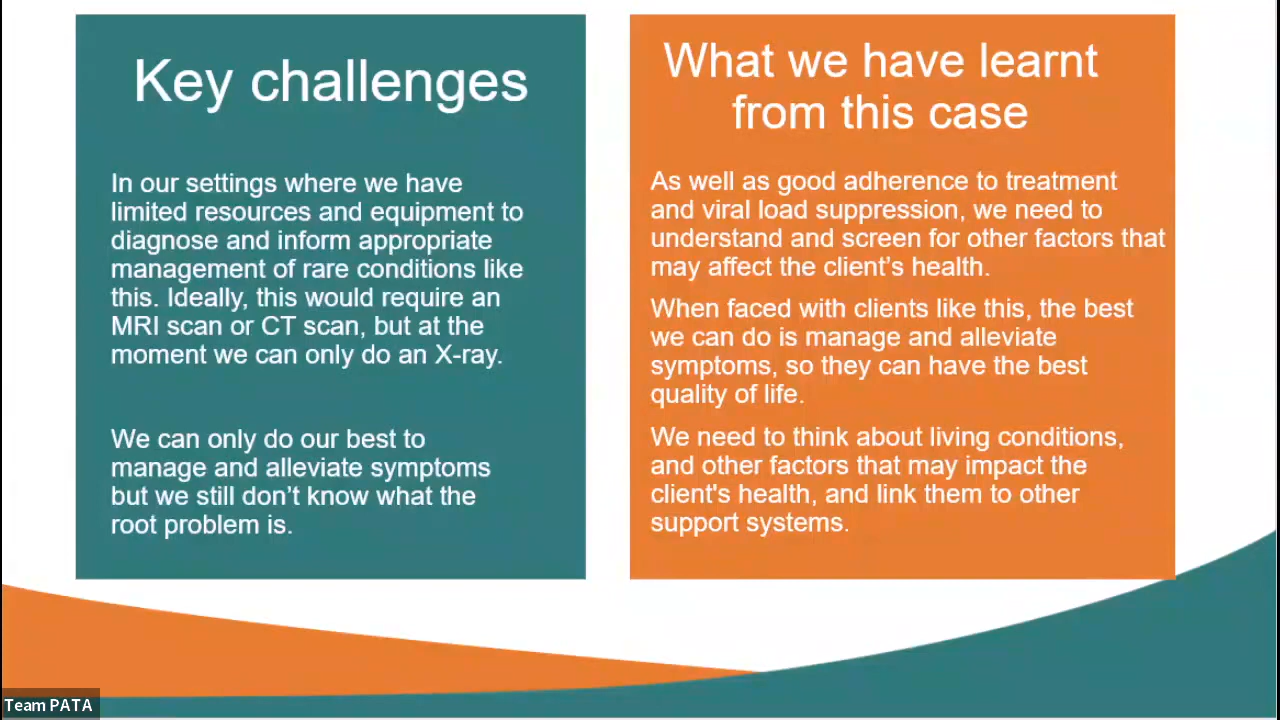 Key challenges
In our settings where we have
limited resources and equipment to
diagnose and inform appropriate
management of rare conditions like
this. Ideally, this would require an
MRI scan or CT scan, but at the
moment we can only do an X-ray.
We can only do our best to
manage and alleviate symptoms
but we still don’t know what the
root problem is.
What we have learnt
from this case
As well as good adherence to treatment
and viral load suppression, we need to
understand and screen for other factors that
may affect the client’s health.
When faced with clients like this, the best
we can do is manage and alleviate
symptoms, so they can have the best
quality of life.
We need to think about living conditions,
and other factors that may impact the
client's health, and link them to other
support systems.
Team PATA